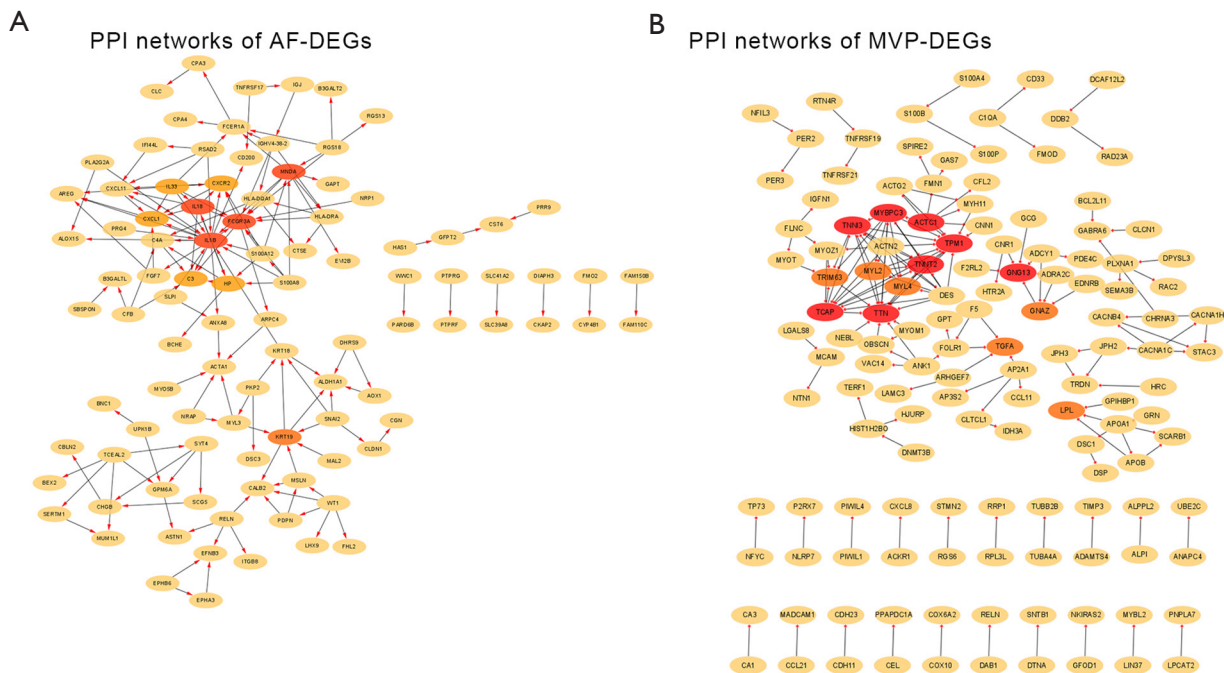 A
PPI networks of AF-DEGs
CPA3
CLC
TNFRSF17
IGJ
B3GALT2
CPA4
FCER1A
RGS13
IFI44L
RSAD2
IGHV4-38-2
RGS18
PLA2G2A
CD209
MNDA
AREG
CXCL11
IL33
CXCR2
GAPT
HLA-DQA1
NRP1
IL1B
CXCL1
FCGR3A
HLA-DRA
PRG4
ALOX15
C4A
S100A12
CTSE
EVI2B
B3GALTL
FGF7
C3
HP
S100A8
SBSPON
CFB
SLPI
ANXA8
ARPC4
BCHE
PRR9
CST6
GFPT2
HAS1
WWC1
PTPRG
SLC41A2
DIAPH3
FMO2
FAM150B
PARD6B
PTPRF
SLC39A8
CKAP2
CYP4B1
FAM110C
KRT18
DHRS9
ACTA1
ALDH1A1
MYO5B
PKP2
AOX1
NRAP
MYL3
SNAI2
CGN
BNC1
KRT19
CLDN1
UPK1B
CBLN2
SYT4
DSC3
MAL2
TCEAL2
BEX2
GPM6A
CALB2
MSLN
CHGB
SCG5
WT1
SERTM1
RELN
PDPN
MUM1L1
ASTN1
LHX9
FHL2
EFNB3
ITGB8
EPHB6
EPHA3
B
PPI networks of MVP-DEGs
S100A4
CD33
DCAF12L2
RTN4R
NFIL3
S100B
C1QA
DDB2
PER2
TNFRSF19
S100P
FMOD
RAD23A
PER3
TNFRSF21
SPIRE2
GAS7
ACTG2
FMN1
CFL2
IGFN1
MYBPC3
ACTC1
MYH11
BCL2L11
FLNC
TNNI3
CNN1
GCG
GABRA6
CLCN1
MYOZ1
ACTN2
TPM1
CNR1
ADCY1
MYOT
TNNT2
PDE4C
PLXNA1
DPYSL3
TRIM63
MYL2
F2RL2
GNG13
ADRA2C
MYL4
DES
HTR2A
EDNRB
SEMA3B
RAC2
TCAP
TTN
GNAZ
GPT
F5
CACNB4
CHRNA3
CACNA1H
LGALS8
NEBL
MYOM1
OBSCN
TGFA
JPH2
MCAM
VAC14
FOLR1
JPH3
CACNA1C
STAC3
ANK1
ARHGEF7
AP2A1
TRDN
HRC
NTN1
TERF1
LAMC3
AP3S2
CCL11
LPL
GPIHBP1
HJURP
CLTCL1
APOA1
GRN
HIST1H2BO
IDH3A
DSC1
SCARB1
DNMT3B
DSP
APOB
TP73
P2RX7
PIWIL4
CXCL8
STMN2
RRP1
TUBB2B
TIMP3
ALPPL2
UBE2C
NFYC
NLRP7
PIWIL1
ACKR1
RGS6
RPL3L
TUBA4A
ADAMTS4
ALPI
ANAPC4
CA3
MADCAM1
CDH23
PPAPDC1A
COX6A2
RELN
SNTB1
NKIRAS2
MYBL2
PNPLA7
CA1
CCL21
CDH11
CEL
COX10
DAB1
DTNA
GFOD1
LIN37
LPCAT2